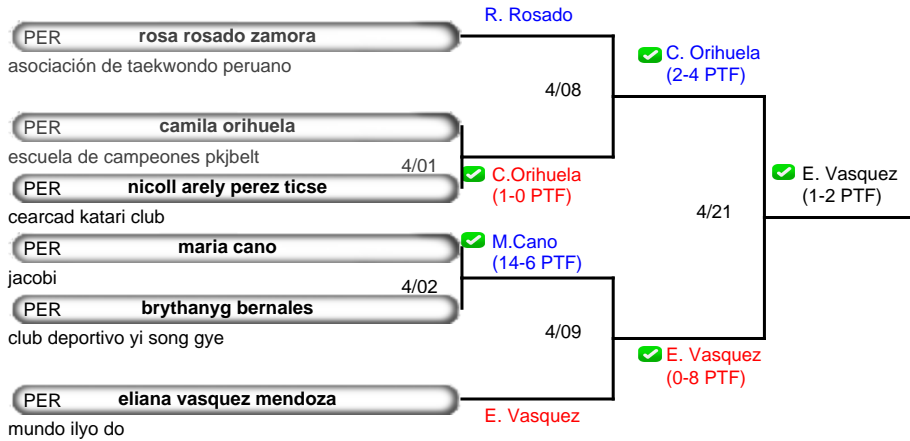 R. Rosado
PER rosa rosado zamora
asociación de taekwondo peruano
C. Orihuela
(2-4 PTF)
4/08
PER camila orihuela
escuela de campeones pkjbelt
4/01
C.Orihuela
(1-0 PTF)
PER nicoll arely perez ticse
cearcad katari club
E. Vasquez
(1-2 PTF)
4/21
PER maria cano
jacobi
M.Cano
(14-6 PTF)
4/02
PER brythanyg bernales
club deportivo yi song gye
4/09
E. Vasquez
(0-8 PTF)
PER eliana vasquez mendoza
mundo ilyo do
E. Vasquez